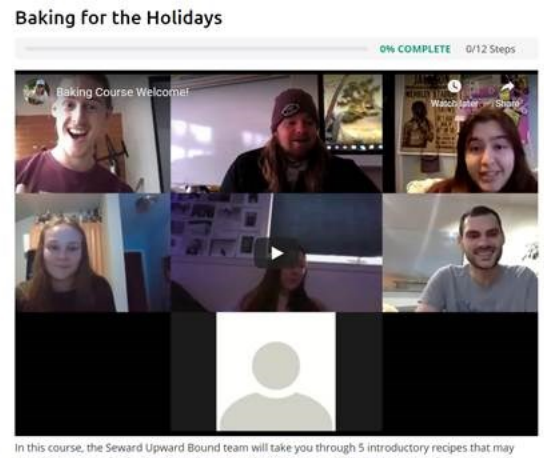 Baking for the Holidays
0% COMPLETE 0/12 Steps
Baking Course Welcome!
Watch later
Share
In this course, the Seward Upward Bound team will take you through 5 introductory recipes that may